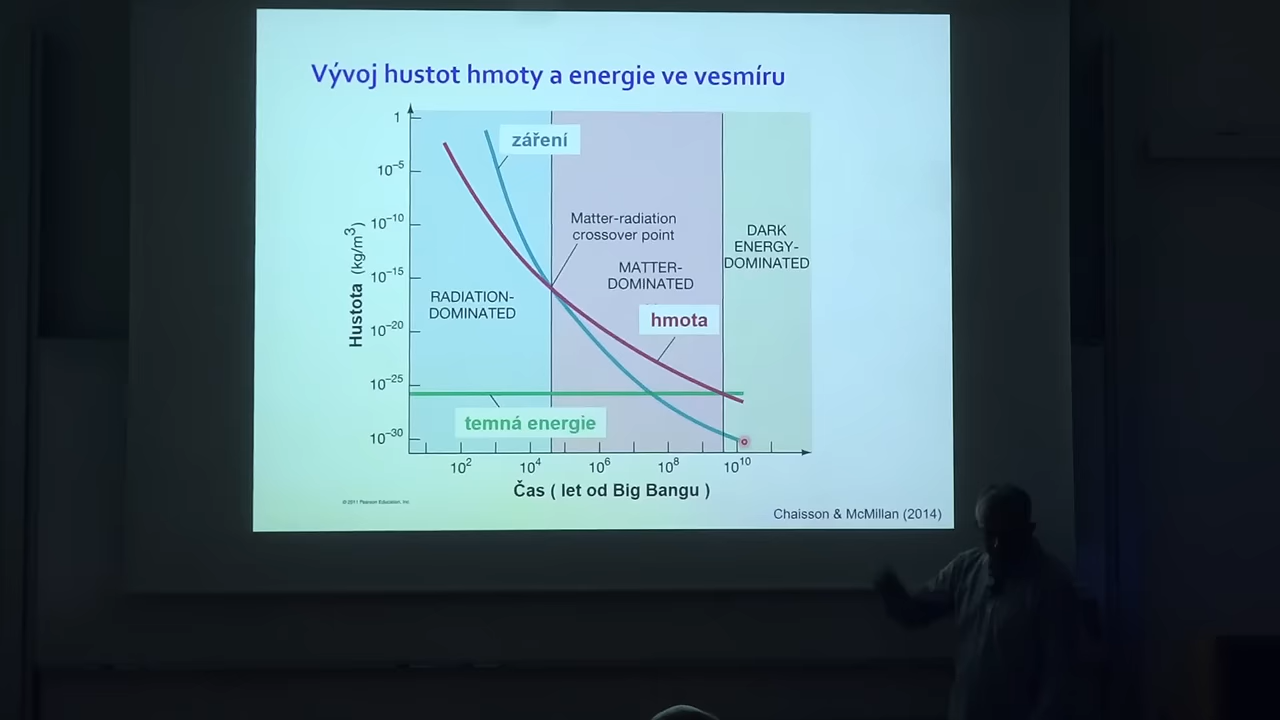 Vývoj hustot hmoty a energie ve vesmíru
1
10–5
10–10
10–15
10–20
10–25
10–30
Hustota (kg/m3)
záření
Matter-radiation
crossover point
DARK
ENERGY-
DOMINATED
MATTER-
DOMINATED
RADIATION-
DOMINATED
hmota
temná energie
102
104
106
108
1010
Čas ( let od Big Bangu )
© 2011 Pearson Education, Inc.
Chaisson & McMillan (2014)